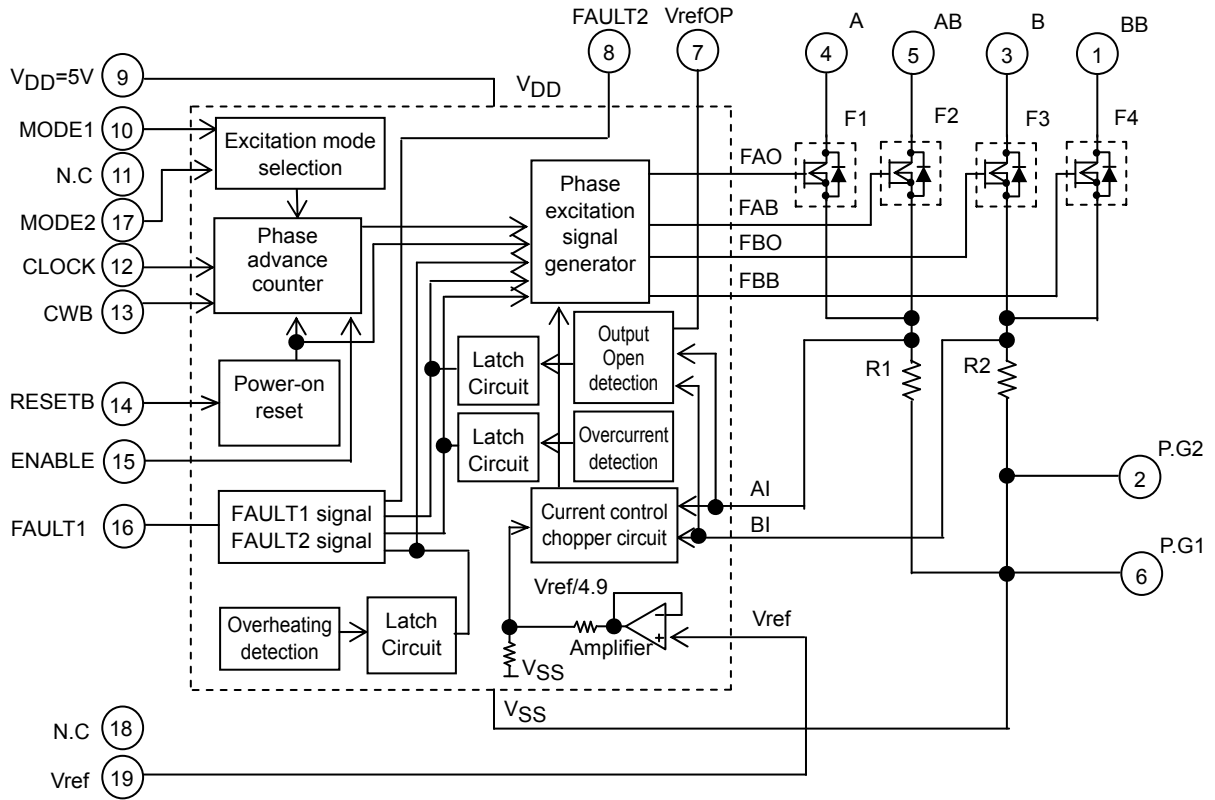 FAULT2
VrefOP
A
AB
B
BB
8
7
4
5
3
1
VDD=5V
9
VDD
MODE1
10
N.C
11
MODE2
17
CLOCK
12
CWB
13
RESETB
14
ENABLE
15
FAULT1
16
Excitation mode
selection
Phase
advance
counter
Power-on
reset
FAULT1 signal
FAULT2 signal
Overheating
detection
Latch
Circuit
Phase
excitation
signal
generator
Latch
Circuit
Output
Open
detection
Latch
Circuit
Overcurrent
detection
Current control
chopper circuit
Vref/4.9
Amplifier
VSS
–
+
FAO
FAB
FBO
FBB
F1
F2
F3
F4
R1
R2
AI
BI
Vref
P.G2
2
P.G1
6
VSS
N.C
18
Vref
19